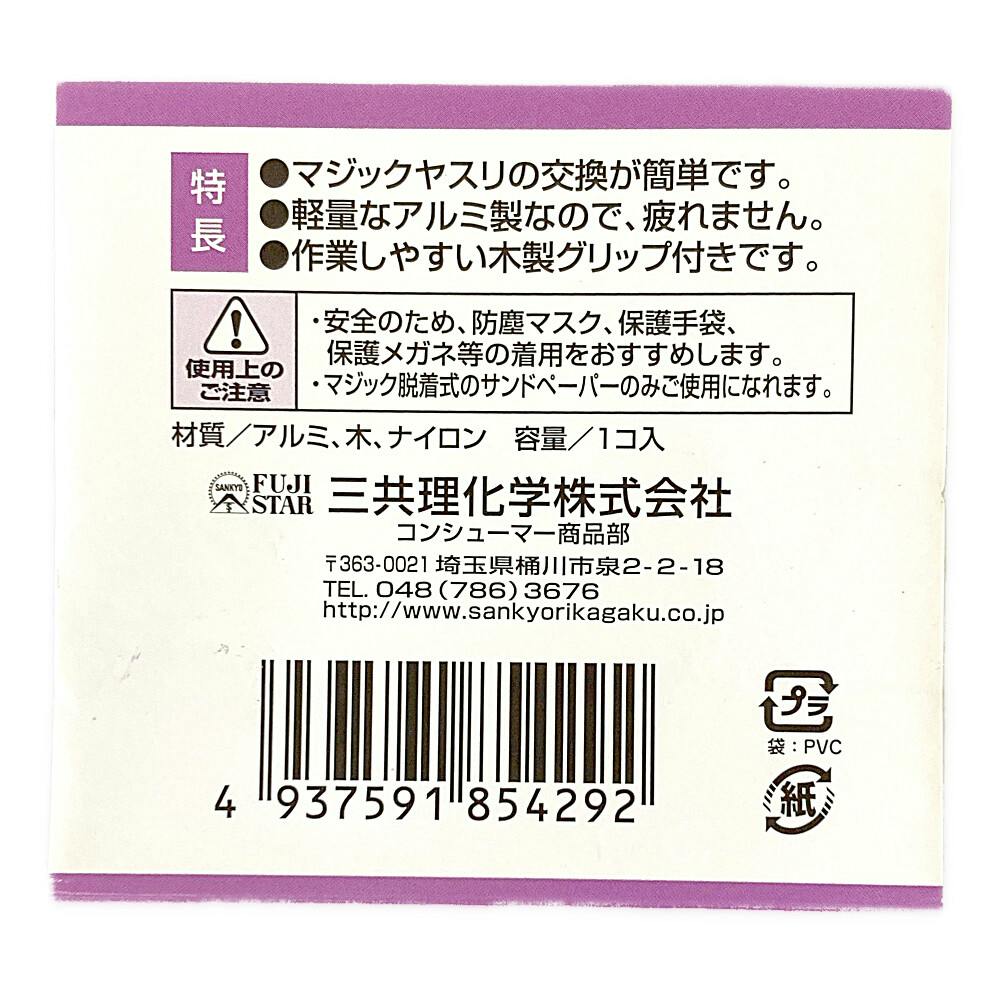 特長
●マジックヤスリの交換が簡単です。
●軽量なアルミ製なので、疲れません。
●作業しやすい木製グリップ付きです。
使用上の
ご注意
・安全のため、防塵マスク、保護手袋、
保護メガネ等の着用をおすすめします。
・マジック脱着式のサンドペーパーのみご使用になれます。
材質／アルミ、木、ナイロン　容量／1コ入
SANKYO
FUJI
STAR
三共理化学株式会社
コンシューマー商品部
〒363-0021 埼玉県桶川市泉2-2-18
TEL. 048 (786) 3676
http://www.sankyorikagaku.co.jp
4 937591 854292
プラ
袋：PVC
紙